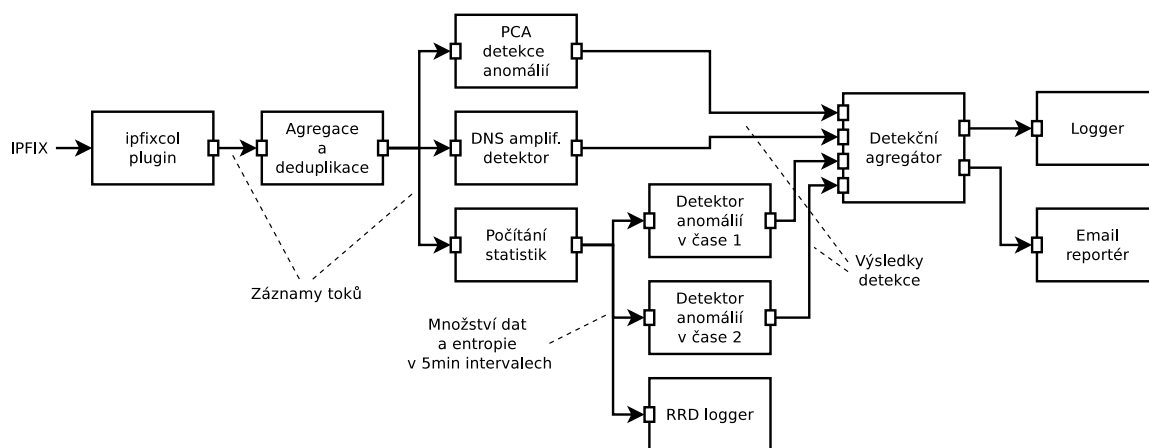 IPFIX
ipfixcol
plugin
Agregace
a
deduplikace
PCA
detekce
anomálií
DNS amplif.
detektor
Počítání
statistik
Detektor
anomálií
v čase 1
Detektor
anomálií
v čase 2
RRD logger
Detekční
agregátor
Logger
Email
reportér
Záznamy toků
Množství dat
a entropie
v 5min intervalech
Výsledky
detekce